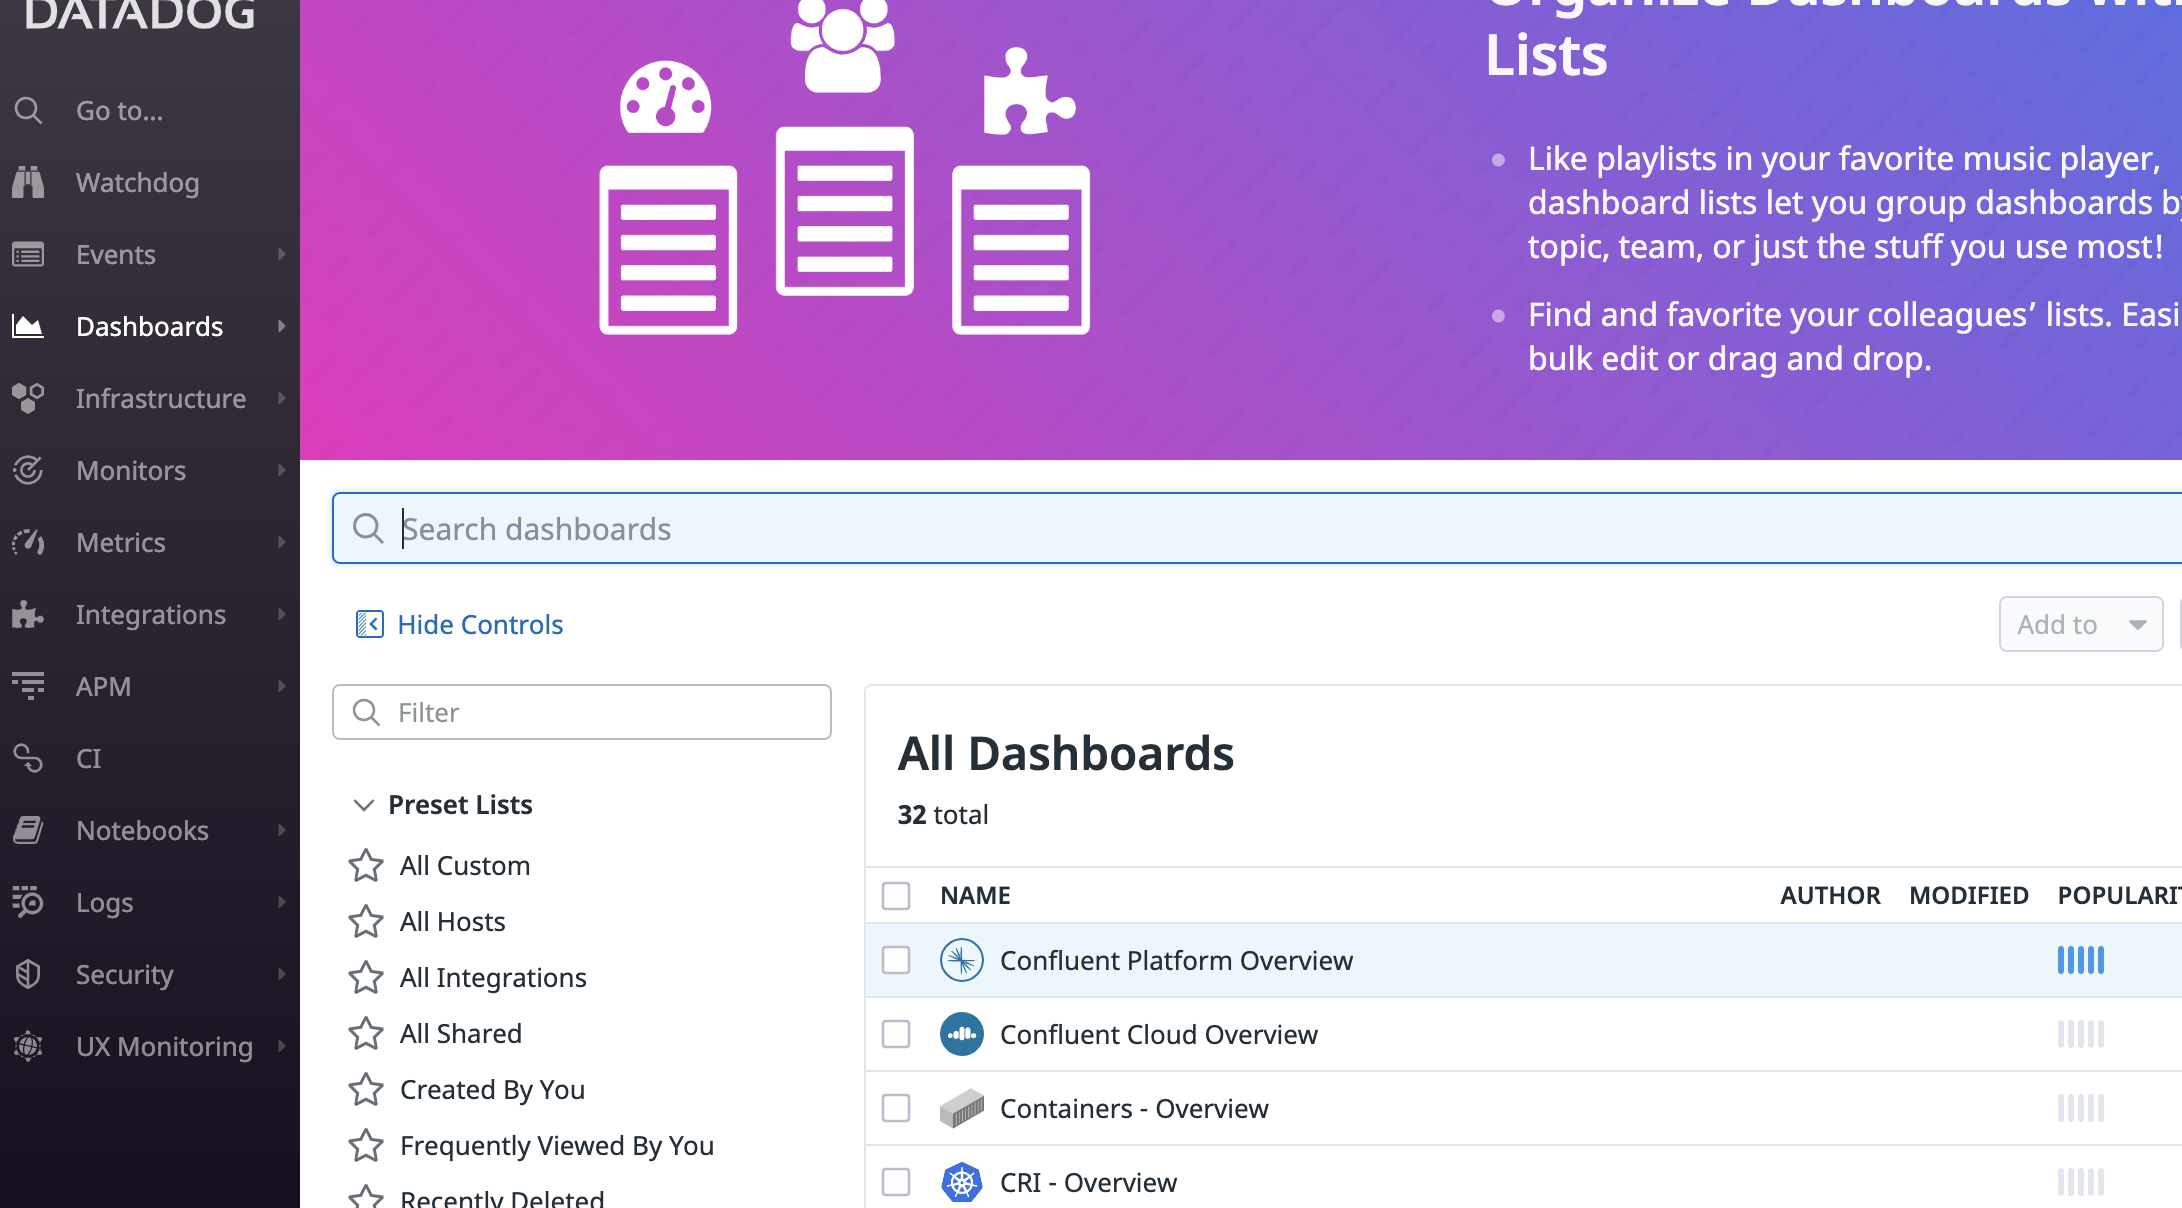 DATADOG
Go to...
Watchdog
Events
Dashboards
Infrastructure
Monitors
Metrics
Integrations
APM
CI
Notebooks
Logs
Security
UX Monitoring
Organize Dashboards with
Lists
Like playlists in your favorite music player,
dashboard lists let you group dashboards by
topic, team, or just the stuff you use most!
Find and favorite your colleagues’ lists. Easi
bulk edit or drag and drop.
Search dashboards
Hide Controls
Add to
Filter
Preset Lists
All Custom
All Hosts
All Integrations
All Shared
Created By You
Frequently Viewed By You
Recently Deleted
All Dashboards
32 total
NAME AUTHOR MODIFIED POPULARIT
Confluent Platform Overview
Confluent Cloud Overview
Containers - Overview
CRI - Overview